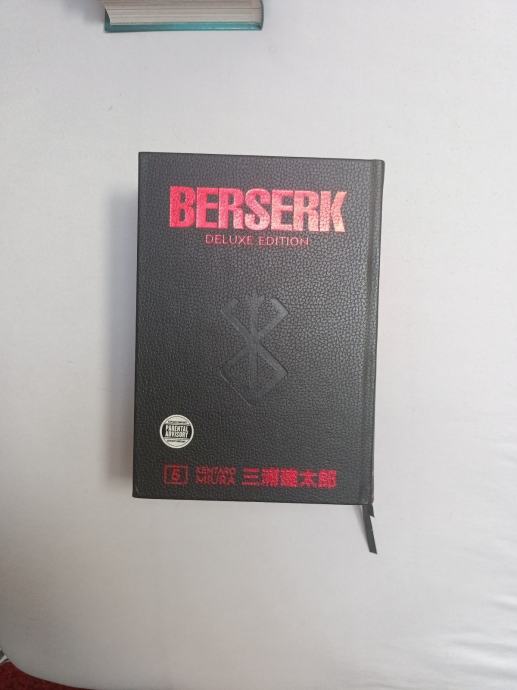 BERSERK
DELUXE EDITION
PARENTAL
ADVISORY
5
KENTARO
MIURA
三浦建太郎